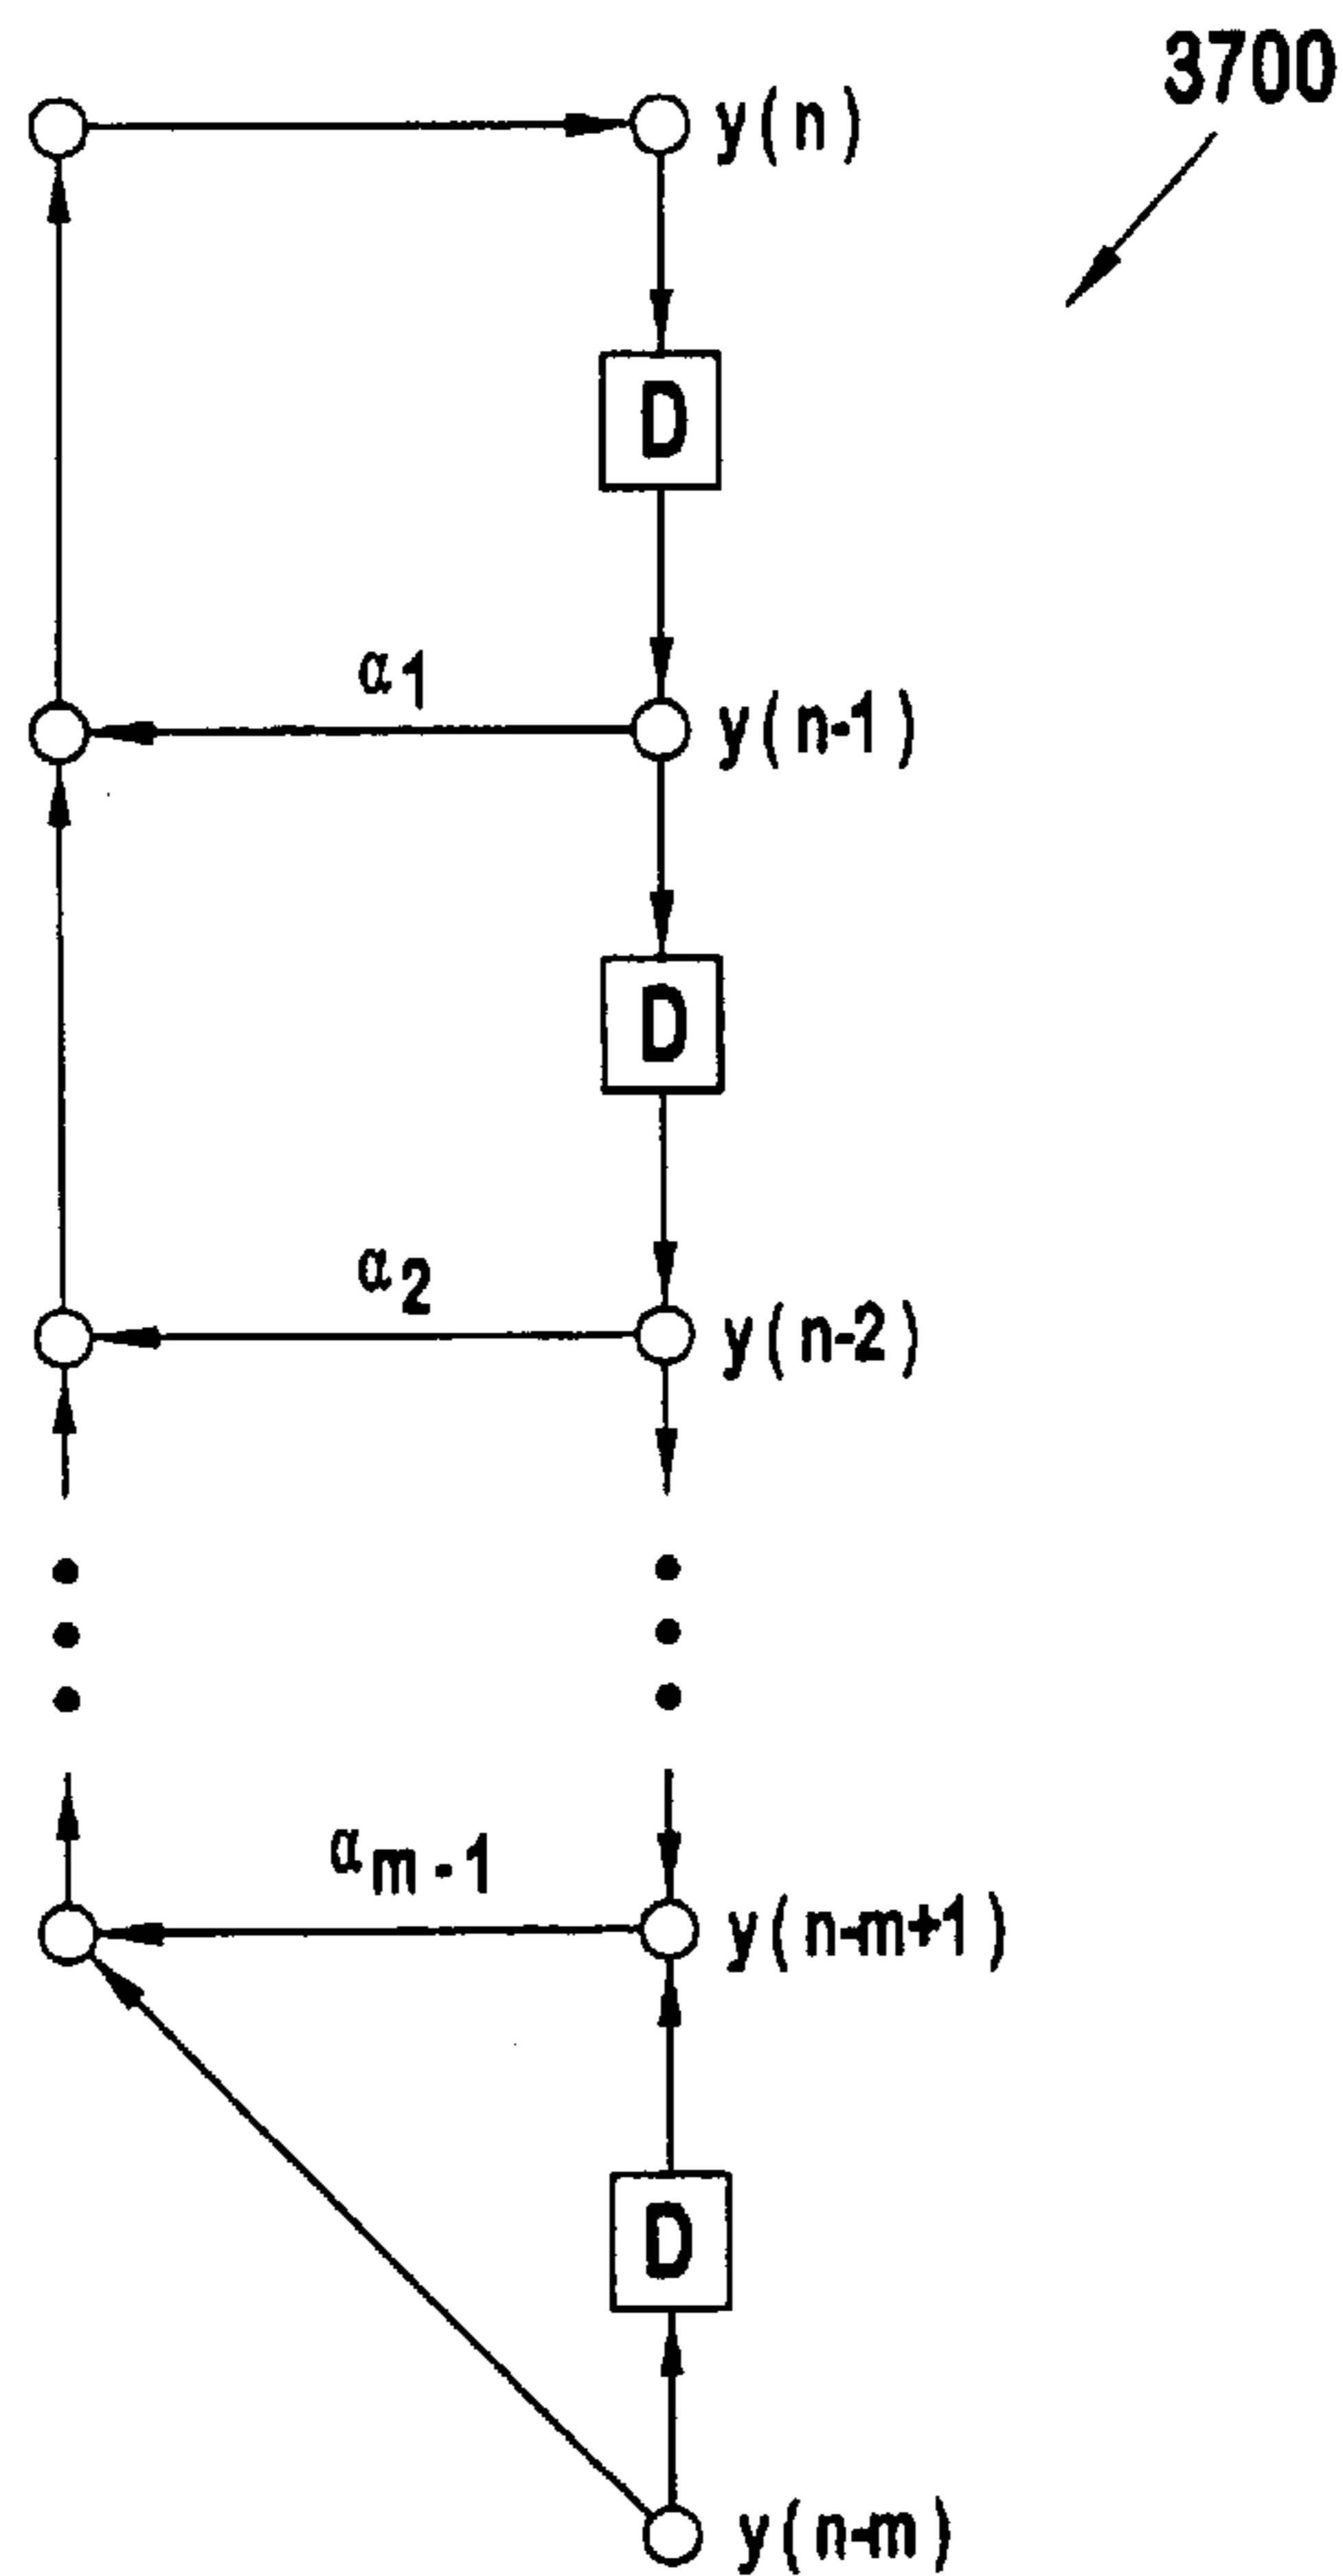 3700
y(n)
D
α1
y(n-1)
D
α2
y(n-2)
αm-1
y(n-m+1)
D
y(n-m)